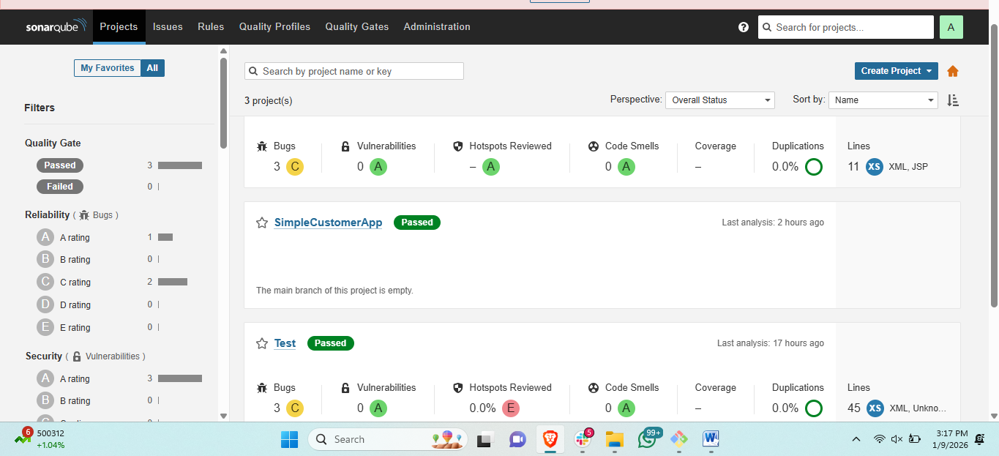 sonarqube Projects Issues Rules Quality Profiles Quality Gates Administration ? Search for projects... A
My Favorites All
Search by project name or key
Create Project
3 project(s)
Perspective: Overall Status Sort by: Name
Filters
Quality Gate
Passed 3
Failed 0
Reliability ( Bugs )
A A rating 1
B B rating 0
C C rating 2
D D rating 0
E E rating 0
Security ( Vulnerabilities )
A A rating 3
B B rating 0
Bugs Vulnerabilities Hotspots Reviewed Code Smells Coverage Duplications Lines
3 C 0 A – A 0 A – 0.0% 11 XS XML, JSP
SimpleCustomerApp Passed Last analysis: 2 hours ago
The main branch of this project is empty.
Test Passed Last analysis: 17 hours ago
Bugs Vulnerabilities Hotspots Reviewed Code Smells Coverage Duplications Lines
3 C 0 A 0.0% E 0 A – 0.0% 45 XS XML, Unkno...
6 500312
+1.04%
Search
5
99+
W
3:17 PM
1/9/2026